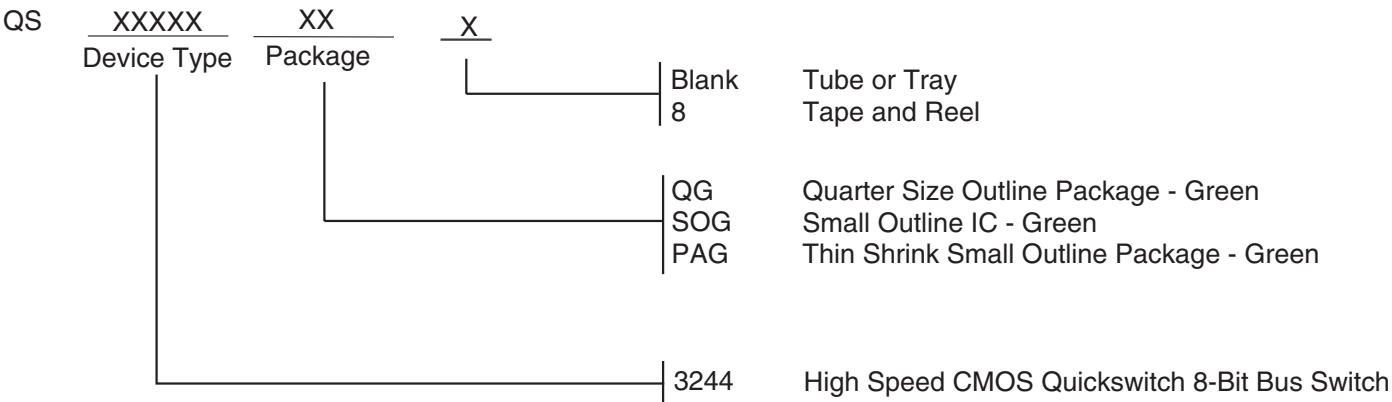 QS XXXXX XX X
Device Type Package
Blank Tube or Tray
8 Tape and Reel
QG Quarter Size Outline Package - Green
SOG Small Outline IC - Green
PAG Thin Shrink Small Outline Package - Green
3244 High Speed CMOS Quickswitch 8-Bit Bus Switch